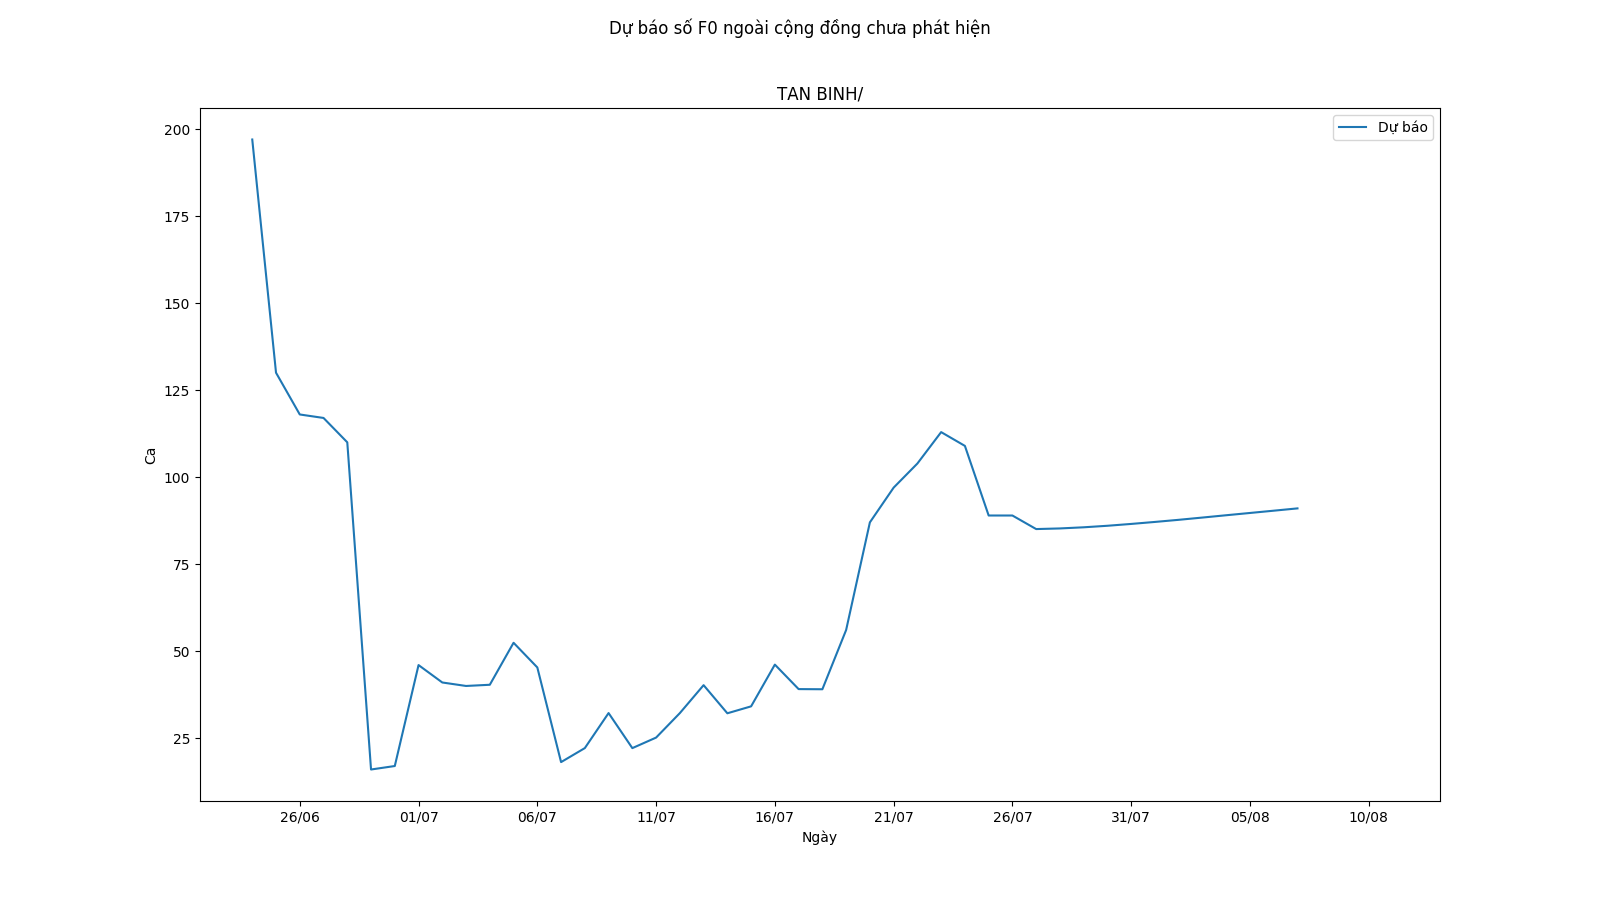 Dự báo số F0 ngoài cộng đồng chưa phát hiện
TAN BINH/
Dự báo
200
175
150
125
100
75
50
25
Ca
26/06 01/07 06/07 11/07 16/07 21/07 26/07 31/07 05/08 10/08
Ngày